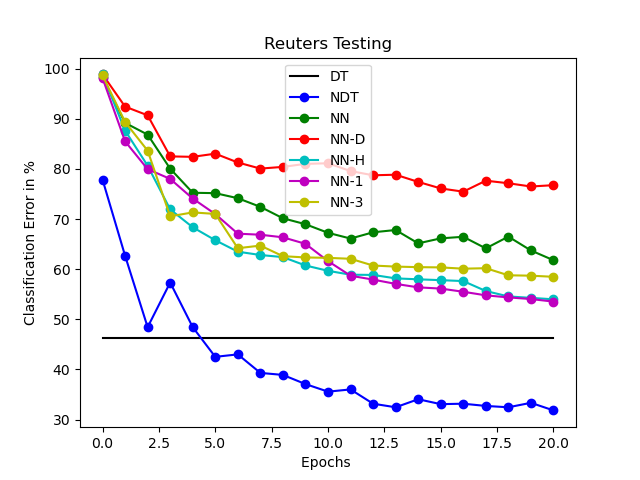 Reuters Testing
100
90
80
70
60
50
40
30
Classification Error in %
DT
NDT
NN
NN-D
NN-H
NN-1
NN-3
0.0 2.5 5.0 7.5 10.0 12.5 15.0 17.5 20.0
Epochs